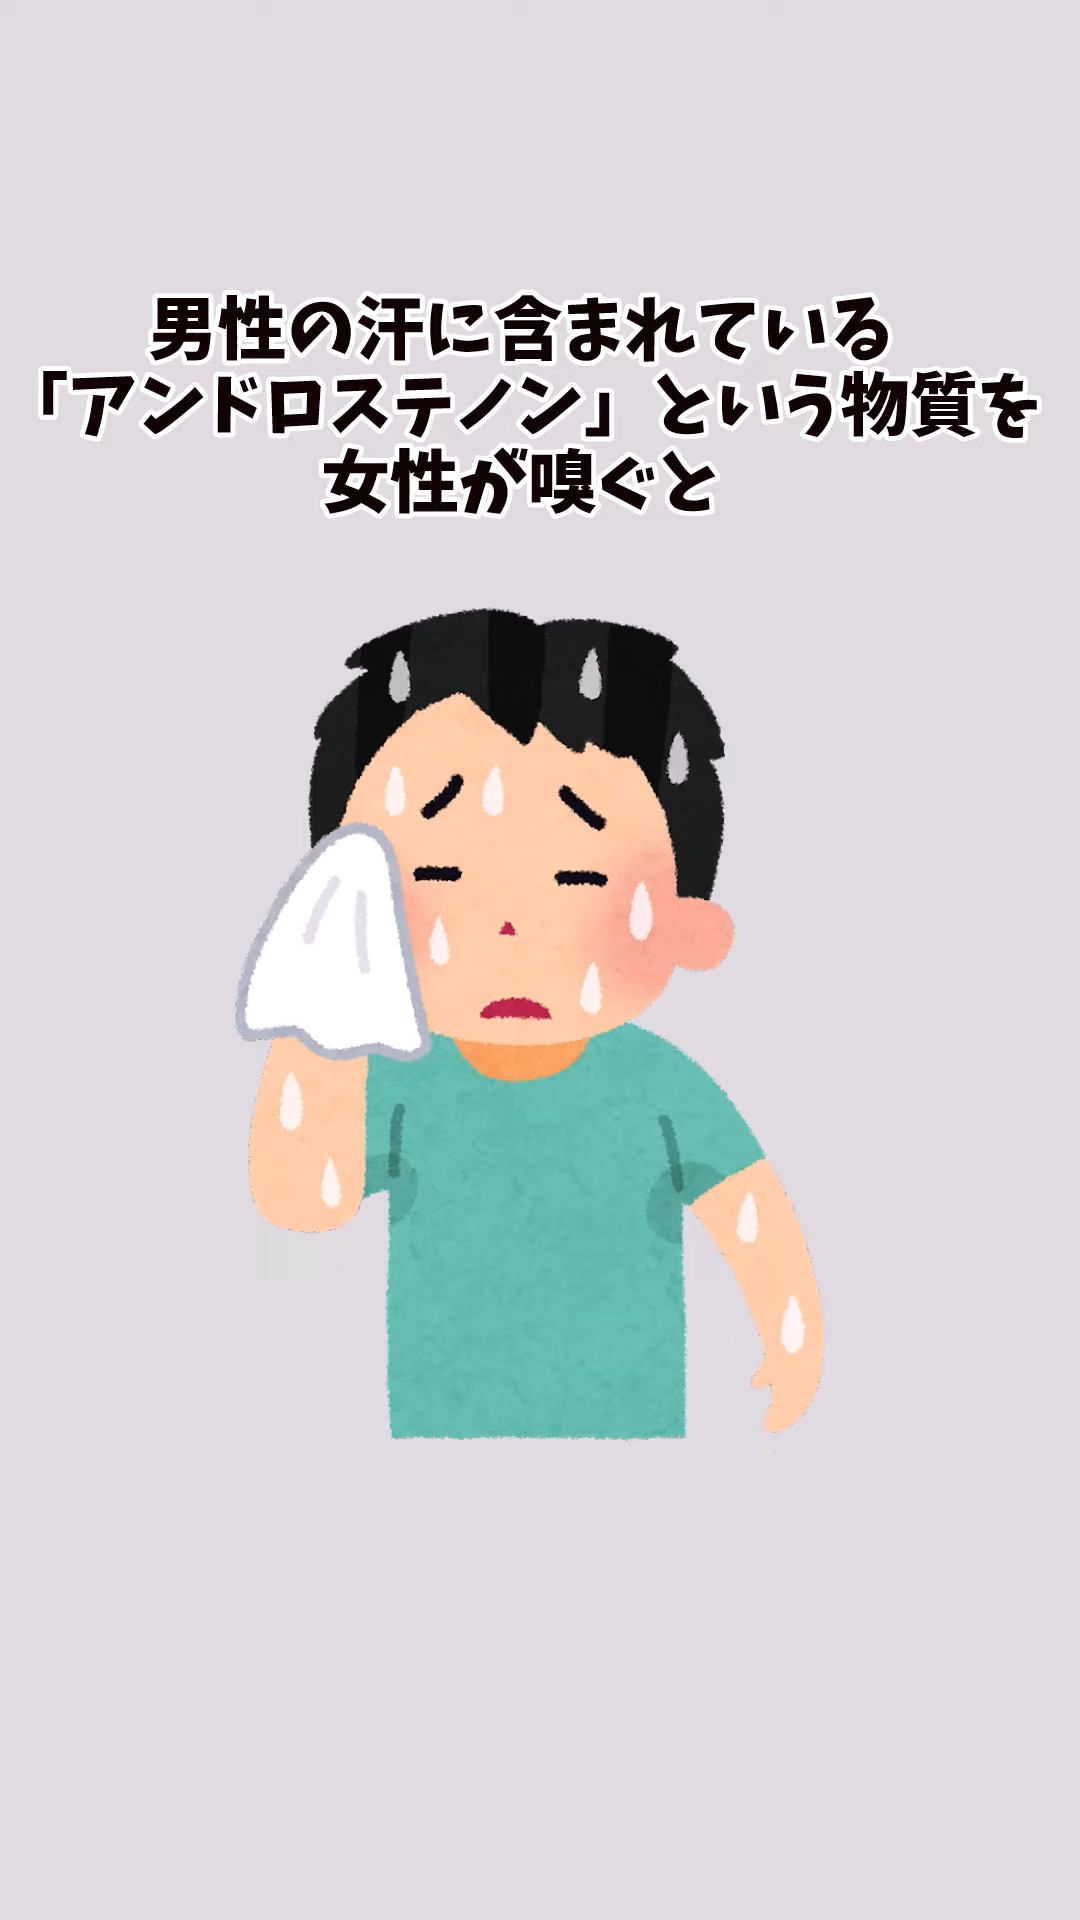 男性の汗に含まれている
「アンドロステノン」という物質を
女性が嗅ぐと